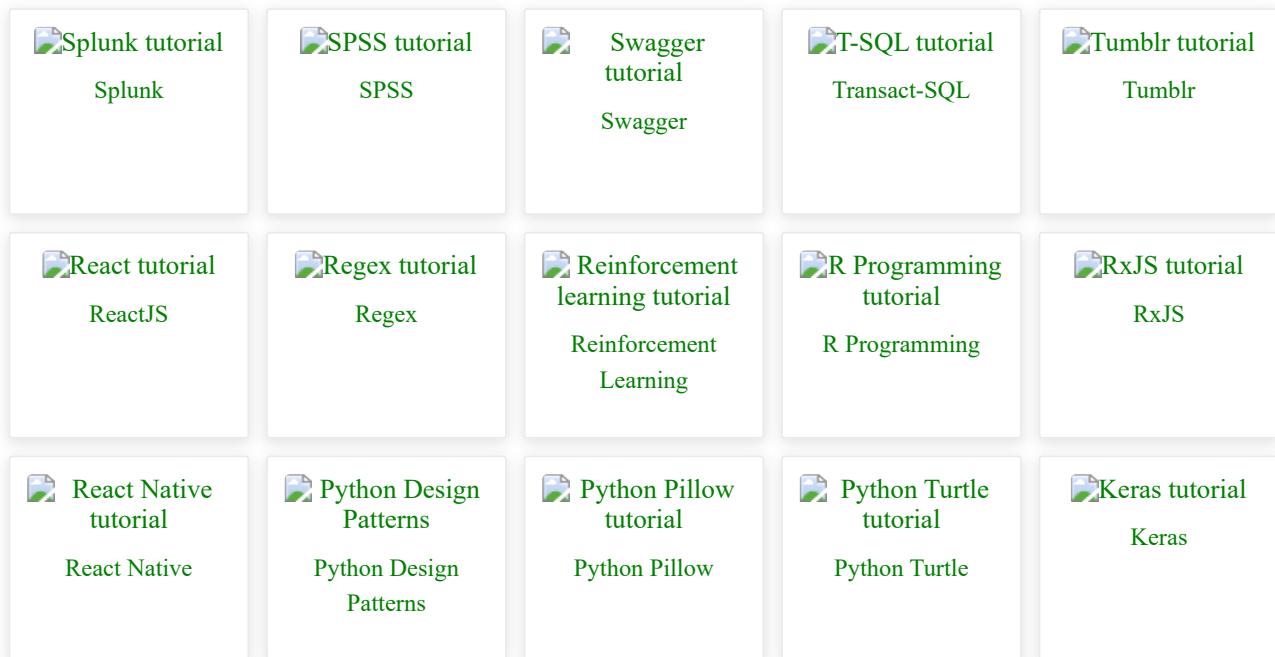 Splunk tutorial
Splunk
SPSS tutorial
SPSS
Swagger
tutorial
Swagger
T-SQL tutorial
Transact-SQL
Tumblr tutorial
Tumblr
React tutorial
ReactJS
Regex tutorial
Regex
Reinforcement
learning tutorial
Reinforcement
Learning
R Programming
tutorial
R Programming
RxJS tutorial
RxJS
React Native
tutorial
React Native
Python Design
Patterns
Python Design
Patterns
Python Pillow
tutorial
Python Pillow
Python Turtle
tutorial
Python Turtle
Keras tutorial
Keras